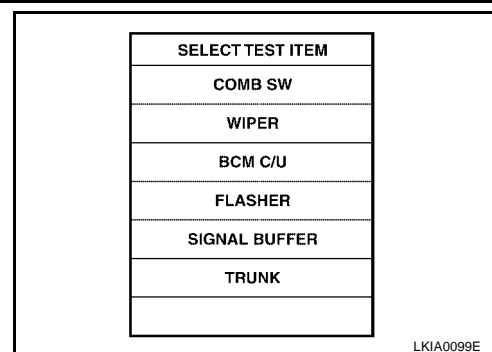 SELECT TEST ITEM
COMB SW
WIPER
BCM C/U
FLASHER
SIGNAL BUFFER
TRUNK
LKIA0099E